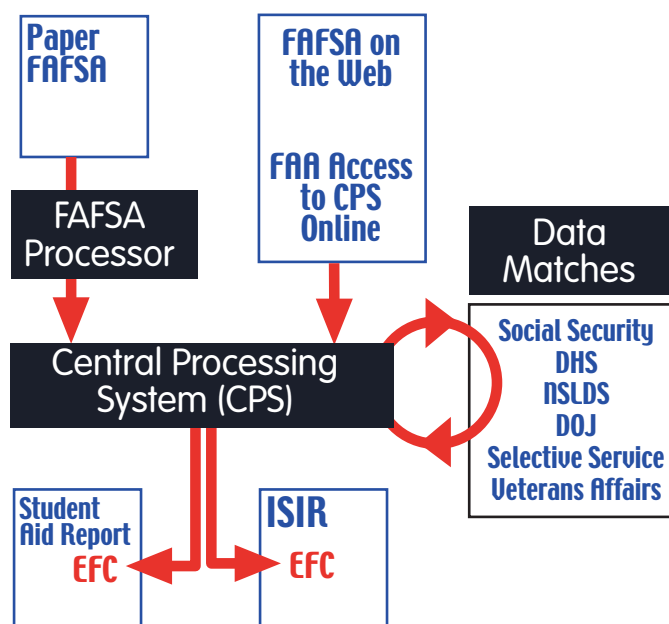 Paper
FAFSA
FAFSA on
the Web
FAA Access
to CPS
Online
FAFSA
Processor
Data
Matches
Social Security
DHS
NSLDS
DOJ
Selective Service
Veterans Affairs
Central Processing
System (CPS)
Student
Aid Report
EFC
ISIR
EFC